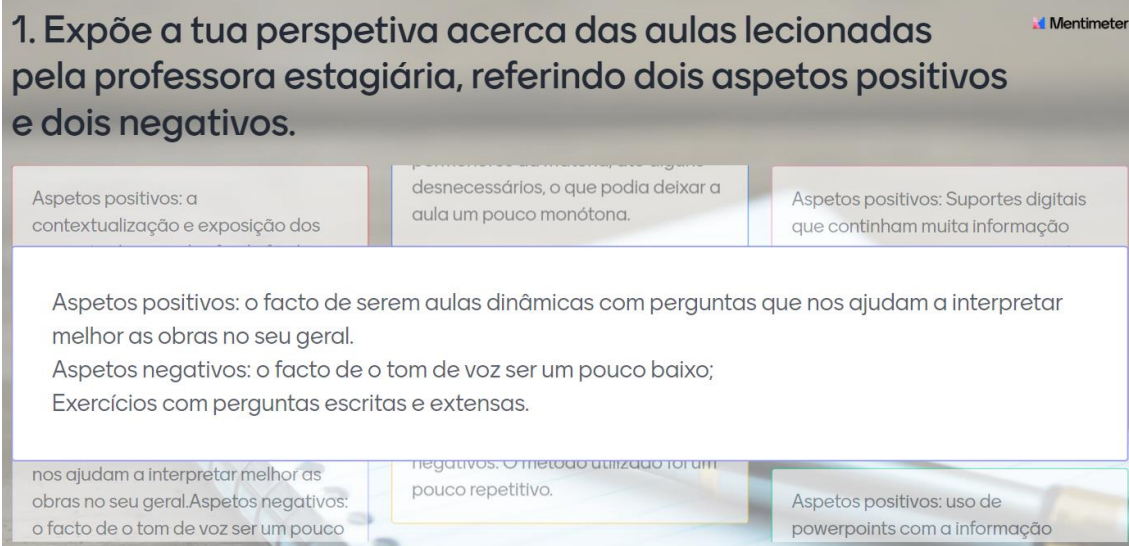 1. Expõe a tua perspetiva acerca das aulas lecionadas
pela professora estagiária, referindo dois aspetos positivos
e dois negativos.
Mentimeter
Aspetos positivos: a
contextualização e exposição dos
desnecessários, o que podia deixar a
aula um pouco monótona.
Aspetos positivos: Suportes digitais
que continham muita informação
Aspetos positivos: o facto de serem aulas dinâmicas com perguntas que nos ajudam a interpretar
melhor as obras no seu geral.
Aspetos negativos: o facto de o tom de voz ser um pouco baixo;
Exercícios com perguntas escritas e extensas.
nos ajudam a interpretar melhor as
obras no seu geral.Aspetos negativos:
o facto de o tom de voz ser um pouco
negativos. O método utilizado foi um
pouco repetitivo.
Aspetos positivos: uso de
powerpoints com a informação